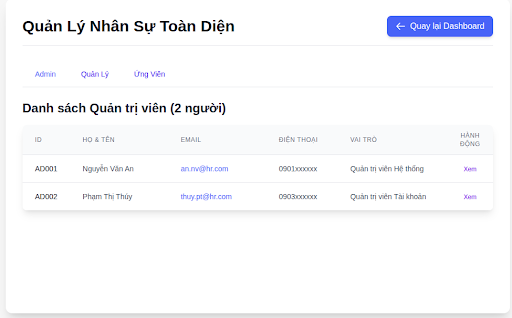 Quản Lý Nhân Sự Toàn Diện
← Quay lại Dashboard
Admin Quản Lý Ứng Viên
Danh sách Quản trị viên (2 người)
ID HỌ & TÊN EMAIL ĐIỆN THOẠI VAI TRÒ HÀNH ĐỘNG
AD001 Nguyễn Văn An an.nv@hr.com 0901xxxxxx Quản trị viên Hệ thống Xem
AD002 Phạm Thị Thúy thuy.pt@hr.com 0903xxxxxx Quản trị viên Tài khoản Xem